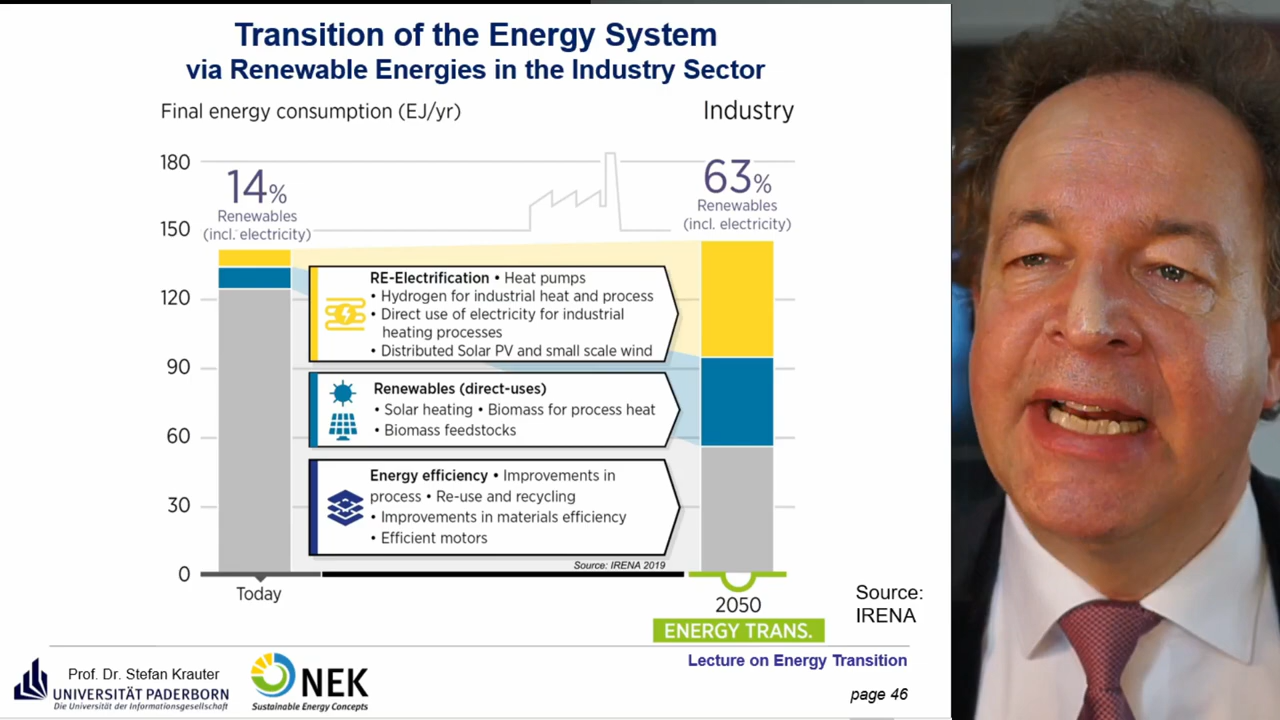 Transition of the Energy System
via Renewable Energies in the Industry Sector
Final energy consumption (EJ/yr)
Industry
180
150
120
90
60
30
0
14%
Renewables
(incl. electricity)
63%
Renewables
(incl. electricity)
RE-Electrification • Heat pumps
• Hydrogen for industrial heat and process
• Direct use of electricity for industrial
heating processes
• Distributed Solar PV and small scale wind
Renewables (direct-uses)
• Solar heating • Biomass for process heat
• Biomass feedstocks
Energy efficiency • Improvements in
process • Re-use and recycling
• Improvements in materials efficiency
• Efficient motors
Source: IRENA 2019
Today
2050
ENERGY TRANS.
Source:
IRENA
Prof. Dr. Stefan Krauter
UNIVERSITÄT PADERBORN
Die Universität der Informationsgesellschaft
NEK
Sustainable Energy Concepts
Lecture on Energy Transition
page 46